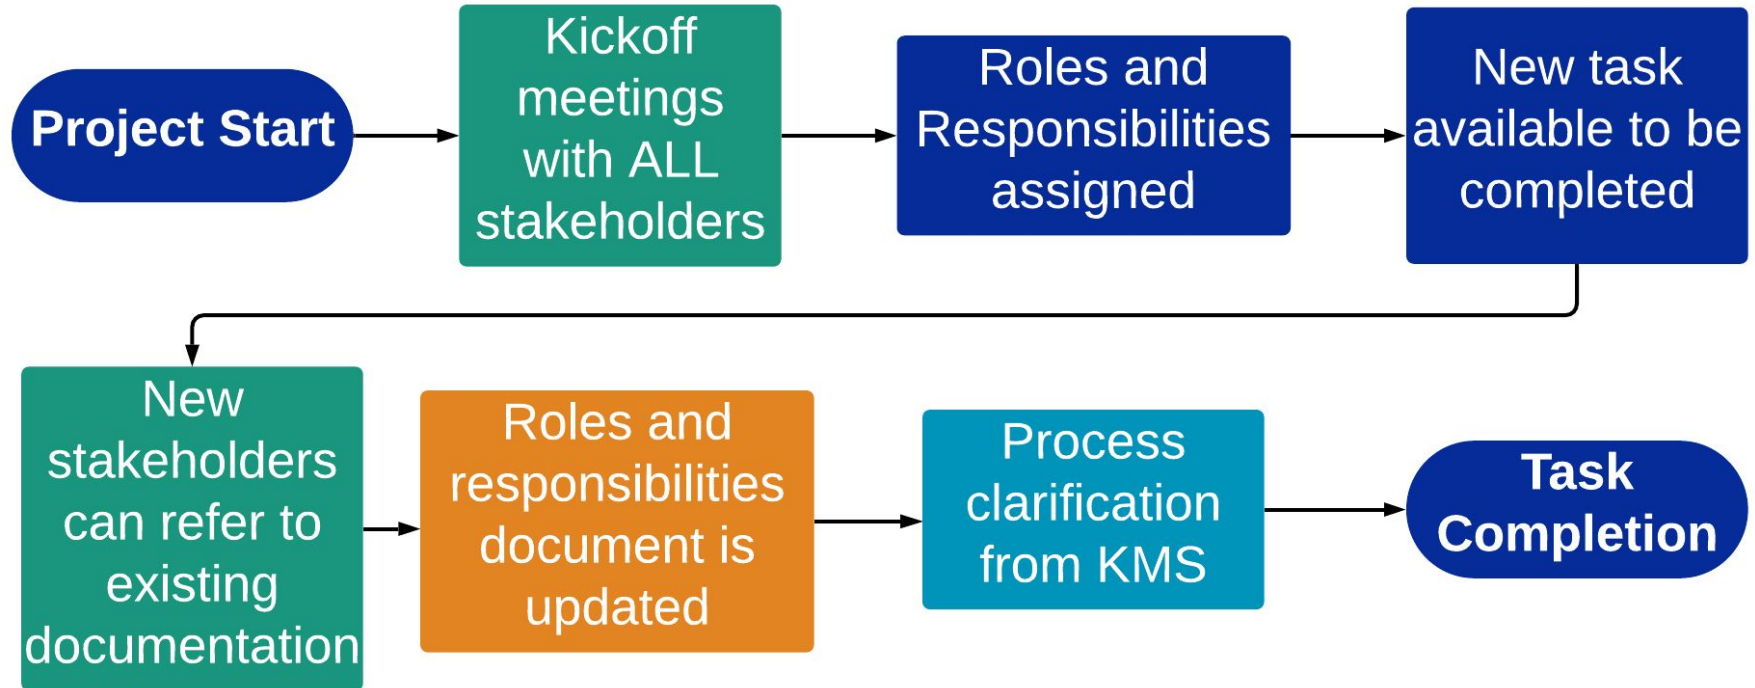 Project Start
Kickoff
meetings
with ALL
stakeholders
Roles and
Responsibilities
assigned
New task
available to be
completed
New
stakeholders
can refer to
existing
documentation
Roles and
responsibilities
document is
updated
Process
clarification
from KMS
Task
Completion